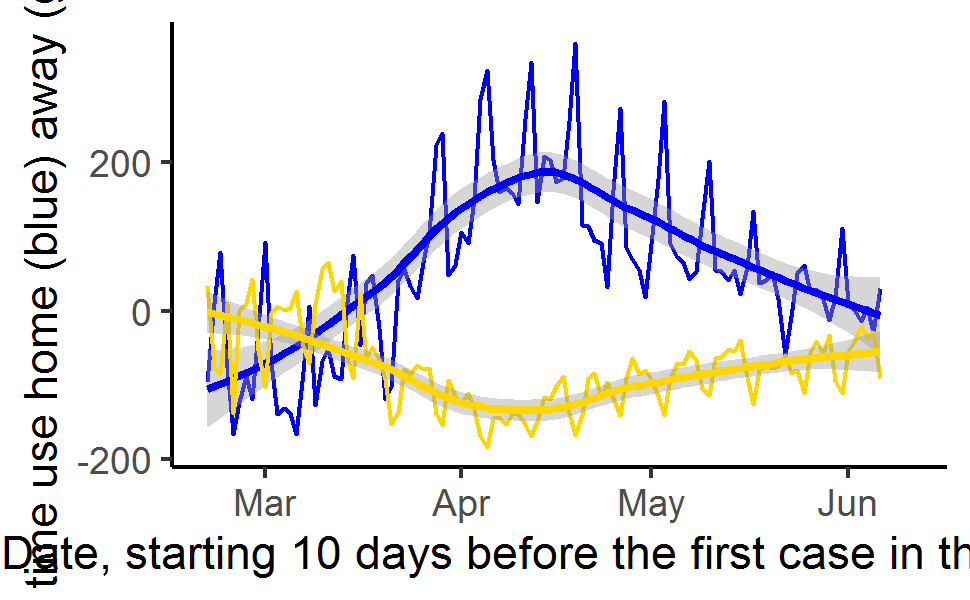 time use home (blue) away (
200
0
-200
Mar Apr May Jun
Date, starting 10 days before the first case in th